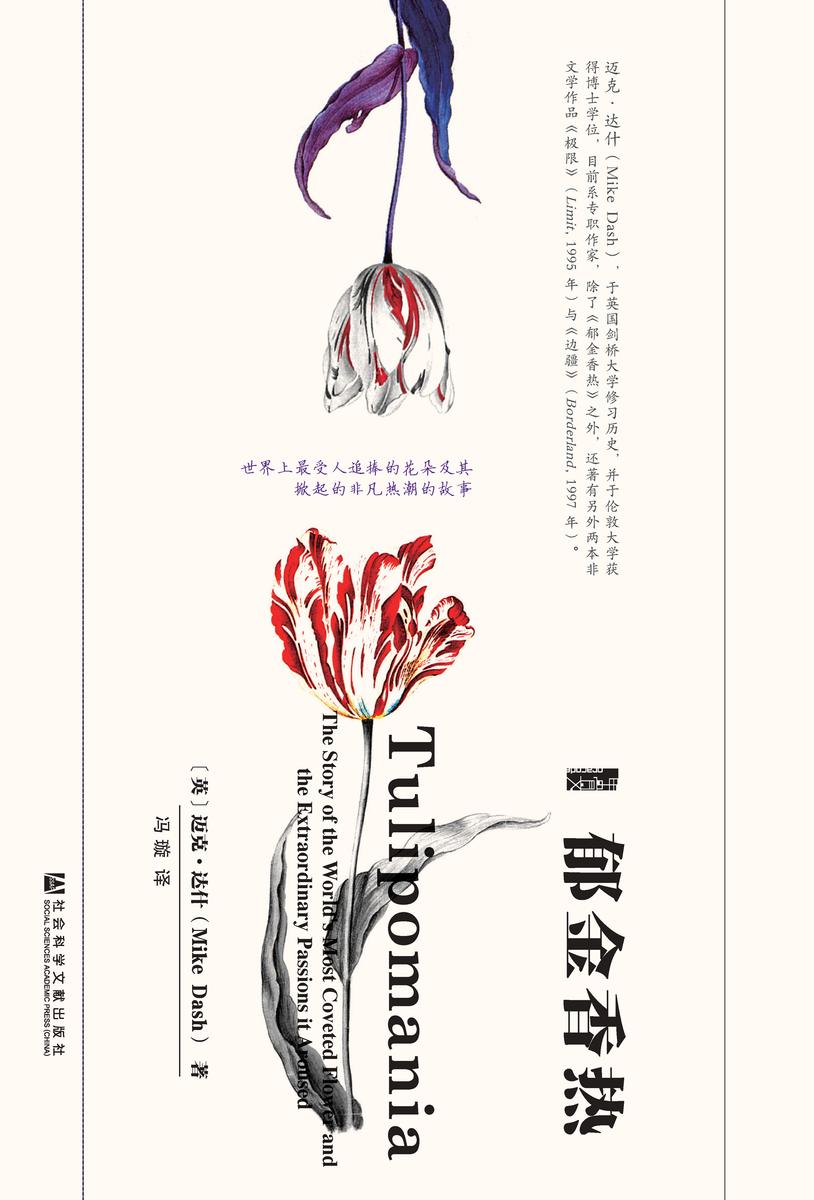 迈克·达什（Mike Dash），于英国剑桥大学修习历史，并于伦敦大学获
得博士学位，目前系专职作家，除了《郁金香热》之外，还著有另外两本非
文学作品《极限》（Limit, 1995 年）与《边疆》（Borderland, 1997 年）。
世界上最受人追捧的花朵及其
掀起的非凡热潮的故事
郁金香热
Tulipomania
The Story of the World's Most Coveted Flower and
the Extraordinary Passions it Aroused
〔英〕迈克·达什（Mike Dash） 著
冯璇 译
社会科学文献出版社
SOCIAL SCIENCES ACADEMIC PRESS (CHINA)